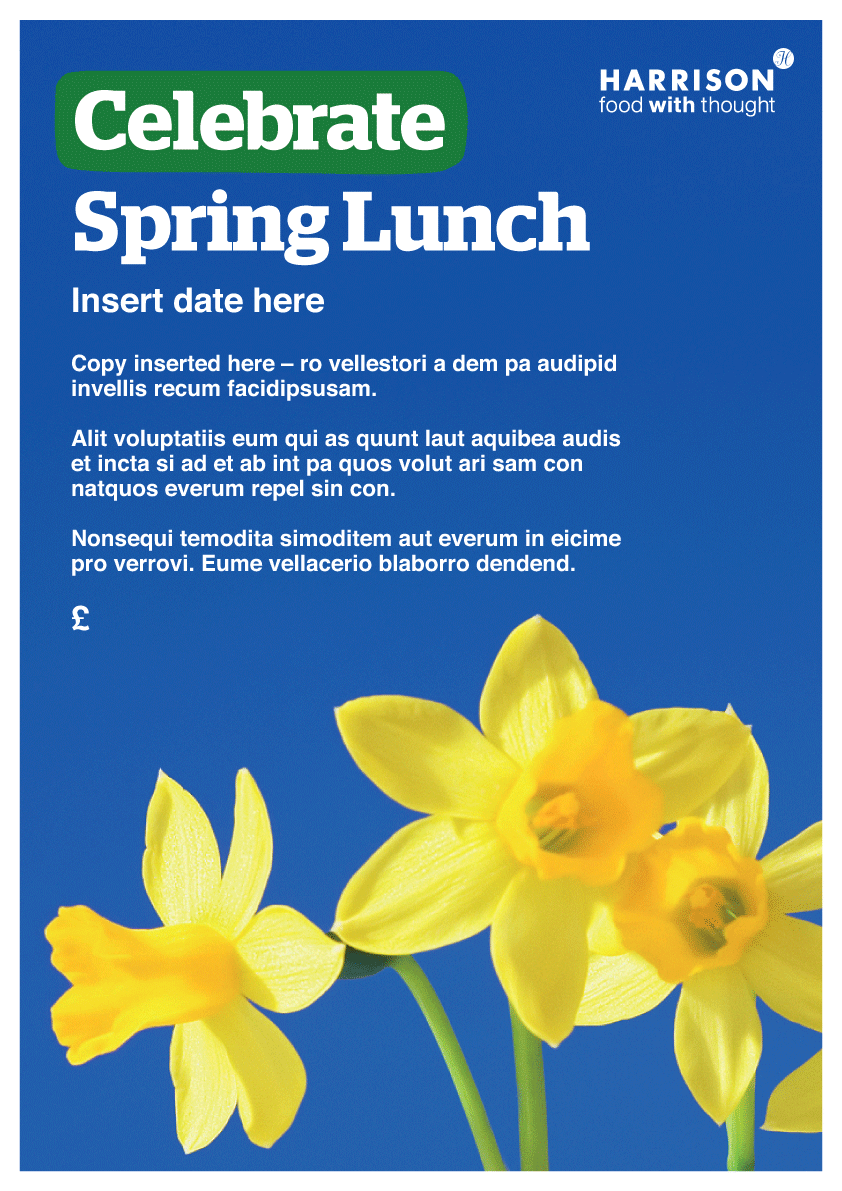 Celebrate
HARRISON
food with thought
Spring Lunch
Insert date here
Copy inserted here – ro vellestori a dem pa audipid
invellis recum facidipsusam.
Alit voluptatiis eum qui as quunt laut aquibea audis
et incta si ad et ab int pa quos volut ari sam con
natquos everum repel sin con.
Nonsequi temodita simoditem aut everum in eicime
pro verrovi. Eume vellacerio blaborro dendend.
£